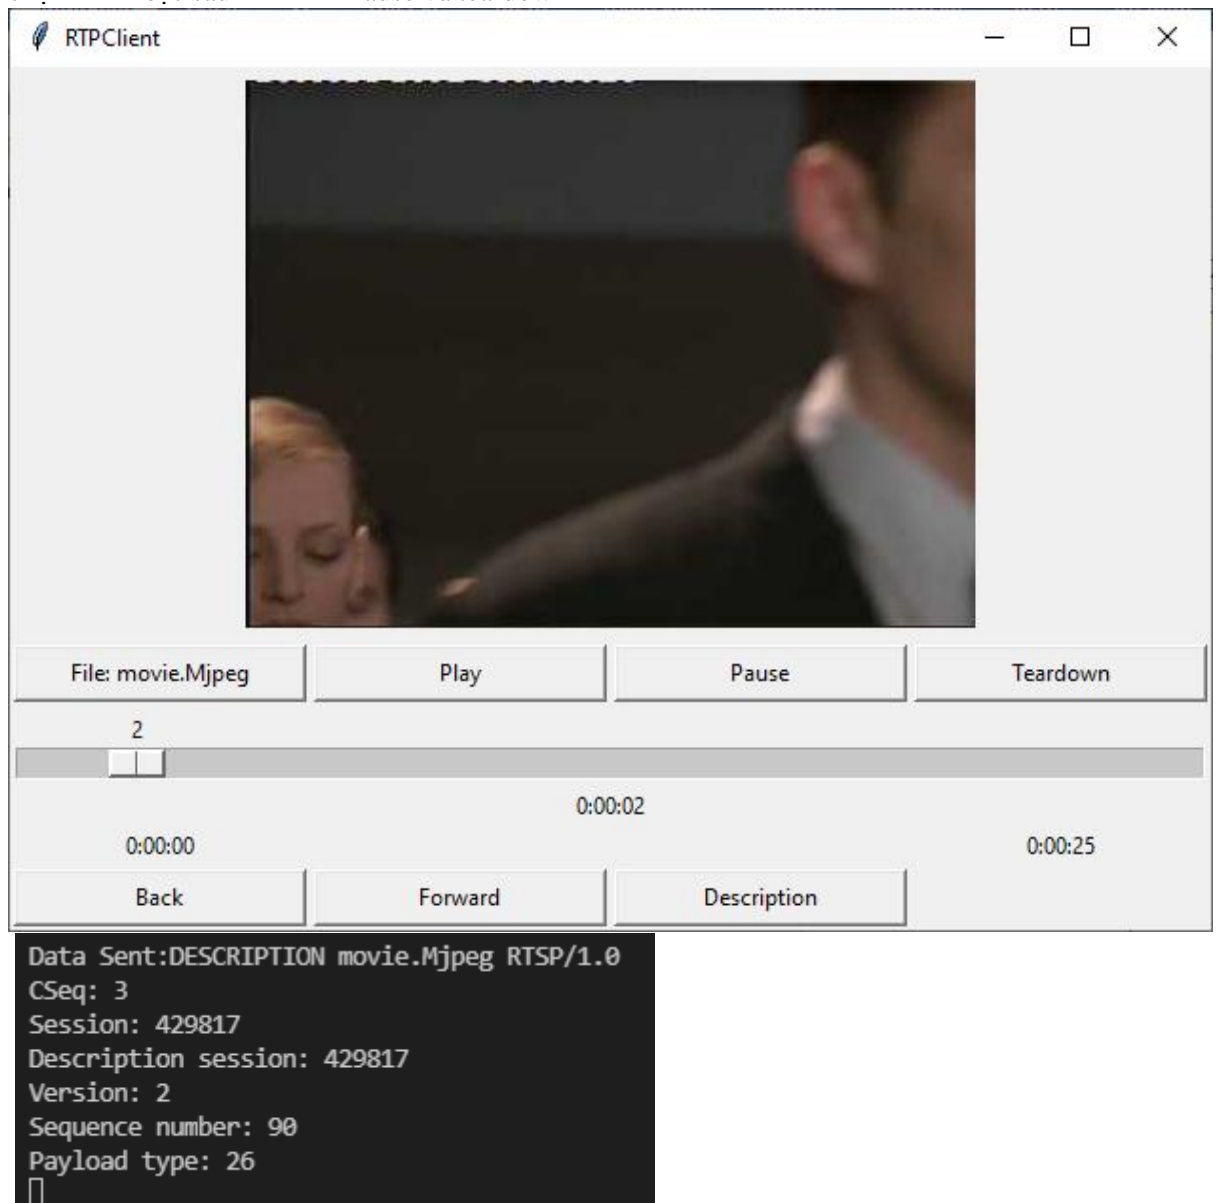 RTPClient
File: movie.Mjpeg Play Pause Teardown
2
0:00:02
0:00:00 0:00:25
Back Forward Description
Data Sent:DESCRIPTION movie.Mjpeg RTSP/1.0
CSeq: 3
Session: 429817
Description session: 429817
Version: 2
Sequence number: 90
Payload type: 26